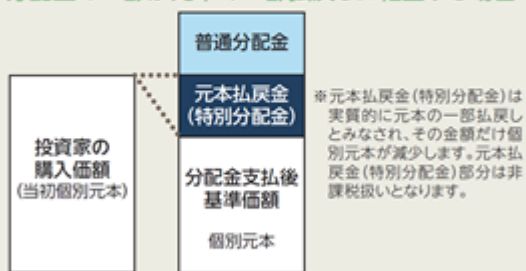 普通分配金
元本払戻金
(特別分配金)
投資家の
購入価額
(当初個別元本)
分配金支払後
基準価額
個別元本
※元本払戻金(特別分配金)は
実質的に元本の一部払戻し
とみなされ、その金額だけ個
別元本が減少します。元本払
戻金(特別分配金)部分は非
課税扱いとなります。